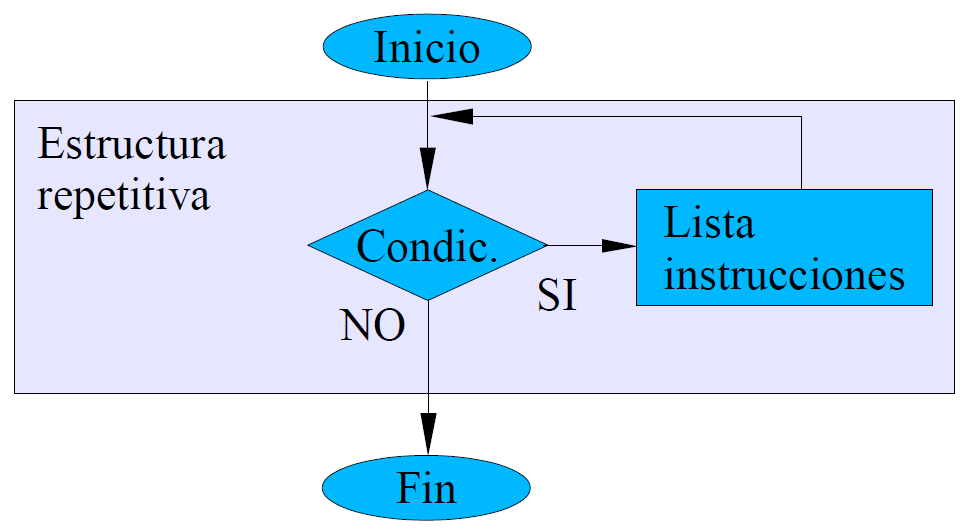 Inicio
Estructura
repetitiva
Condic.
Lista
instrucciones
SI
NO
Fin